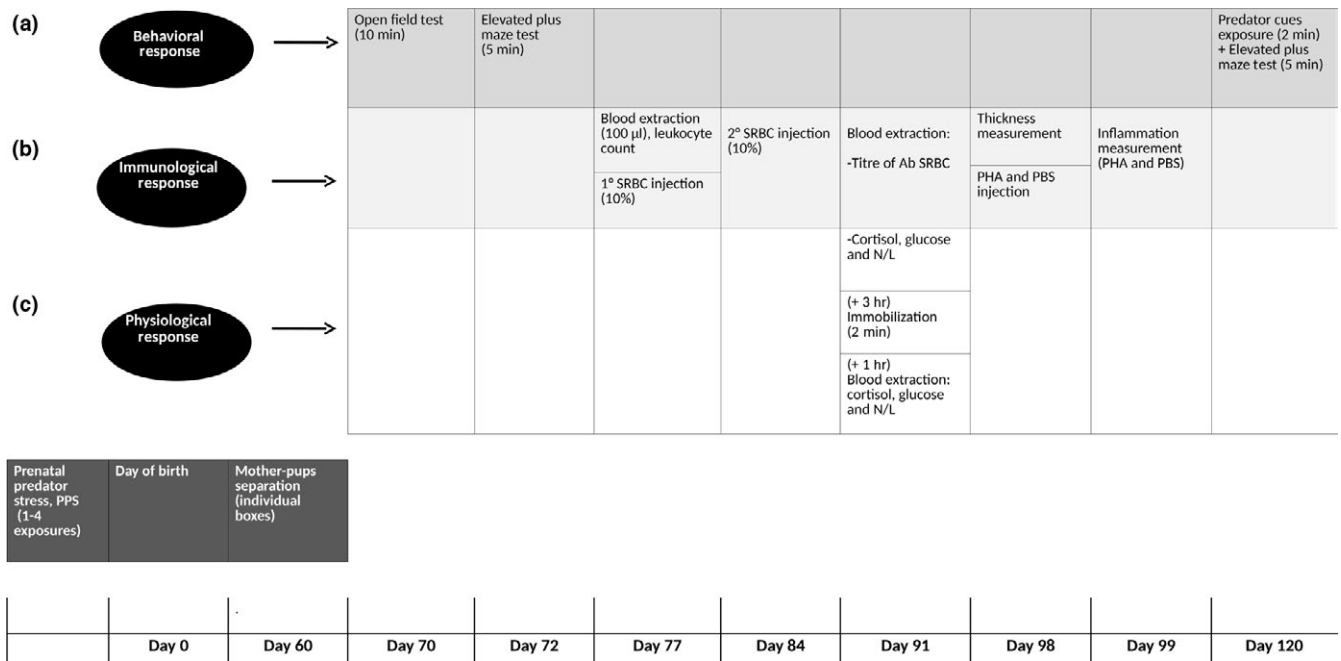 (a)
Behavioral
response
Open field test
(10 min)
Elevated plus
maze test
(5 min)
Predator cues
exposure (2 min)
+ Elevated plus
maze test (5 min)
(b)
Immunological
response
Blood extraction
(100 µl), leukocyte
count
1° SRBC injection
(10%)
2° SRBC injection
(10%)
Blood extraction:
-Titre of Ab SRBC
Thickness
measurement
PHA and PBS
injection
Inflammation
measurement
(PHA and PBS)
(c)
Physiological
response
-Cortisol, glucose
and N/L
(+ 3 hr)
Immobilization
(2 min)
(+ 1 hr)
Blood extraction:
cortisol, glucose
and N/L
Prenatal
predator
stress, PPS
(1-4
exposures)
Day of birth
Mother-pups
separation
(individual
boxes)
Day 0
Day 60
Day 70
Day 72
Day 77
Day 84
Day 91
Day 98
Day 99
Day 120